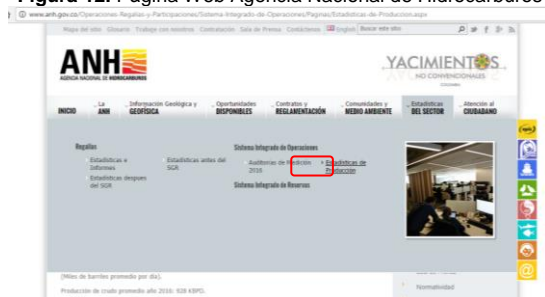 Figura 12. Página Web Agencia Nacional de Hidrocarburos
www.anh.gov.co/Operaciones-Regalias-y-Participaciones/Sistema-Integrado-de-Operaciones/Paginas/Estadisticas-de-Produccion.aspx
Mapa del sitio Glosario Trabaje con nosotros Contratación Sala de Prensa Contáctenos English Buscar este sitio
ANH
AGENCIA NACIONAL DE HIDROCARBUROS
YACIMIENTOS
NO CONVENCIONALES
COLOMBIA
INICIO
La ANH
Información Geológica y GEOFÍSICA
Oportunidades DISPONIBLES
Contratos y REGLAMENTACIÓN
Comunidades y MEDIO AMBIENTE
Estadísticas DEL SECTOR
Atención al CIUDADANO
Regalías
Estadísticas e Informes
Estadísticas antes del SGR
Estadísticas despues del SGR
Sistema Integrado de Operaciones
Auditorías de Medición 2016
Estadísticas de Producción
Sistema Integrado de Reservas
(Miles de barriles promedio por día).
Producción de crudo promedio año 2016: 928 KBPD.
Normatividad